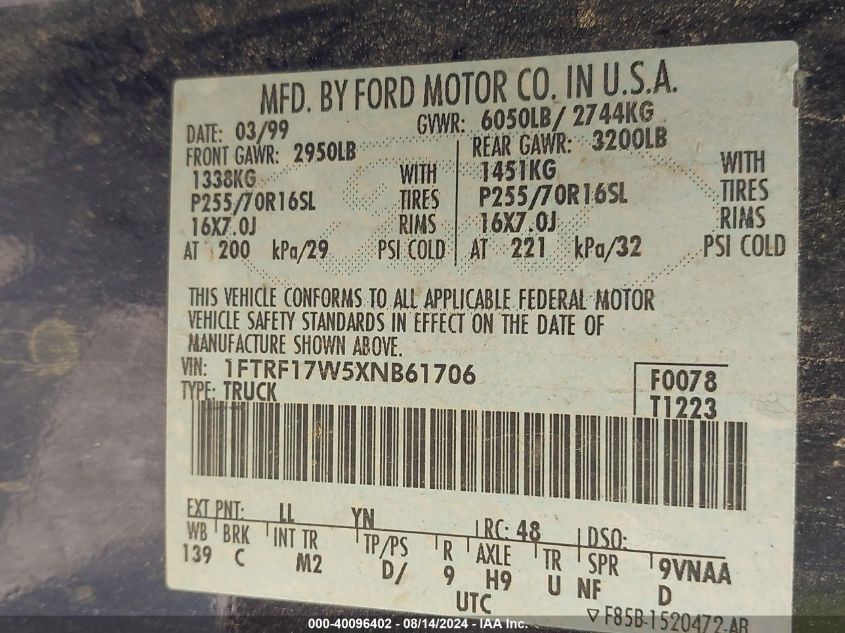 MFD. BY FORD MOTOR CO. IN U.S.A.
DATE: 03/99 GVWR: 6050LB/ 2744KG
FRONT GAWR: 2950LB REAR GAWR: 3200LB
1338KG WITH 1451KG WITH
P255/70R16SL TIRES P255/70R16SL TIRES
16X7.0J RIMS 16X7.0J RIMS
AT 200 kPa/29 PSI COLD AT 221 kPa/32 PSI COLD
THIS VEHICLE CONFORMS TO ALL APPLICABLE FEDERAL MOTOR
VEHICLE SAFETY STANDARDS IN EFFECT ON THE DATE OF
MANUFACTURE SHOWN ABOVE.
VIN: 1FTRF17W5XNB61706 F0078
TYPE: TRUCK T1223
EXT PNT: LL YN RC: 48 DSO:
WB BRK INT TR TP/PS R AXLE TR SPR 9VNAA
139 C M2 D/ 9 H9 U NF D
UTC ▽ F85B-1520472-AB
000-40096402 - 08/14/2024 - IAA Inc.